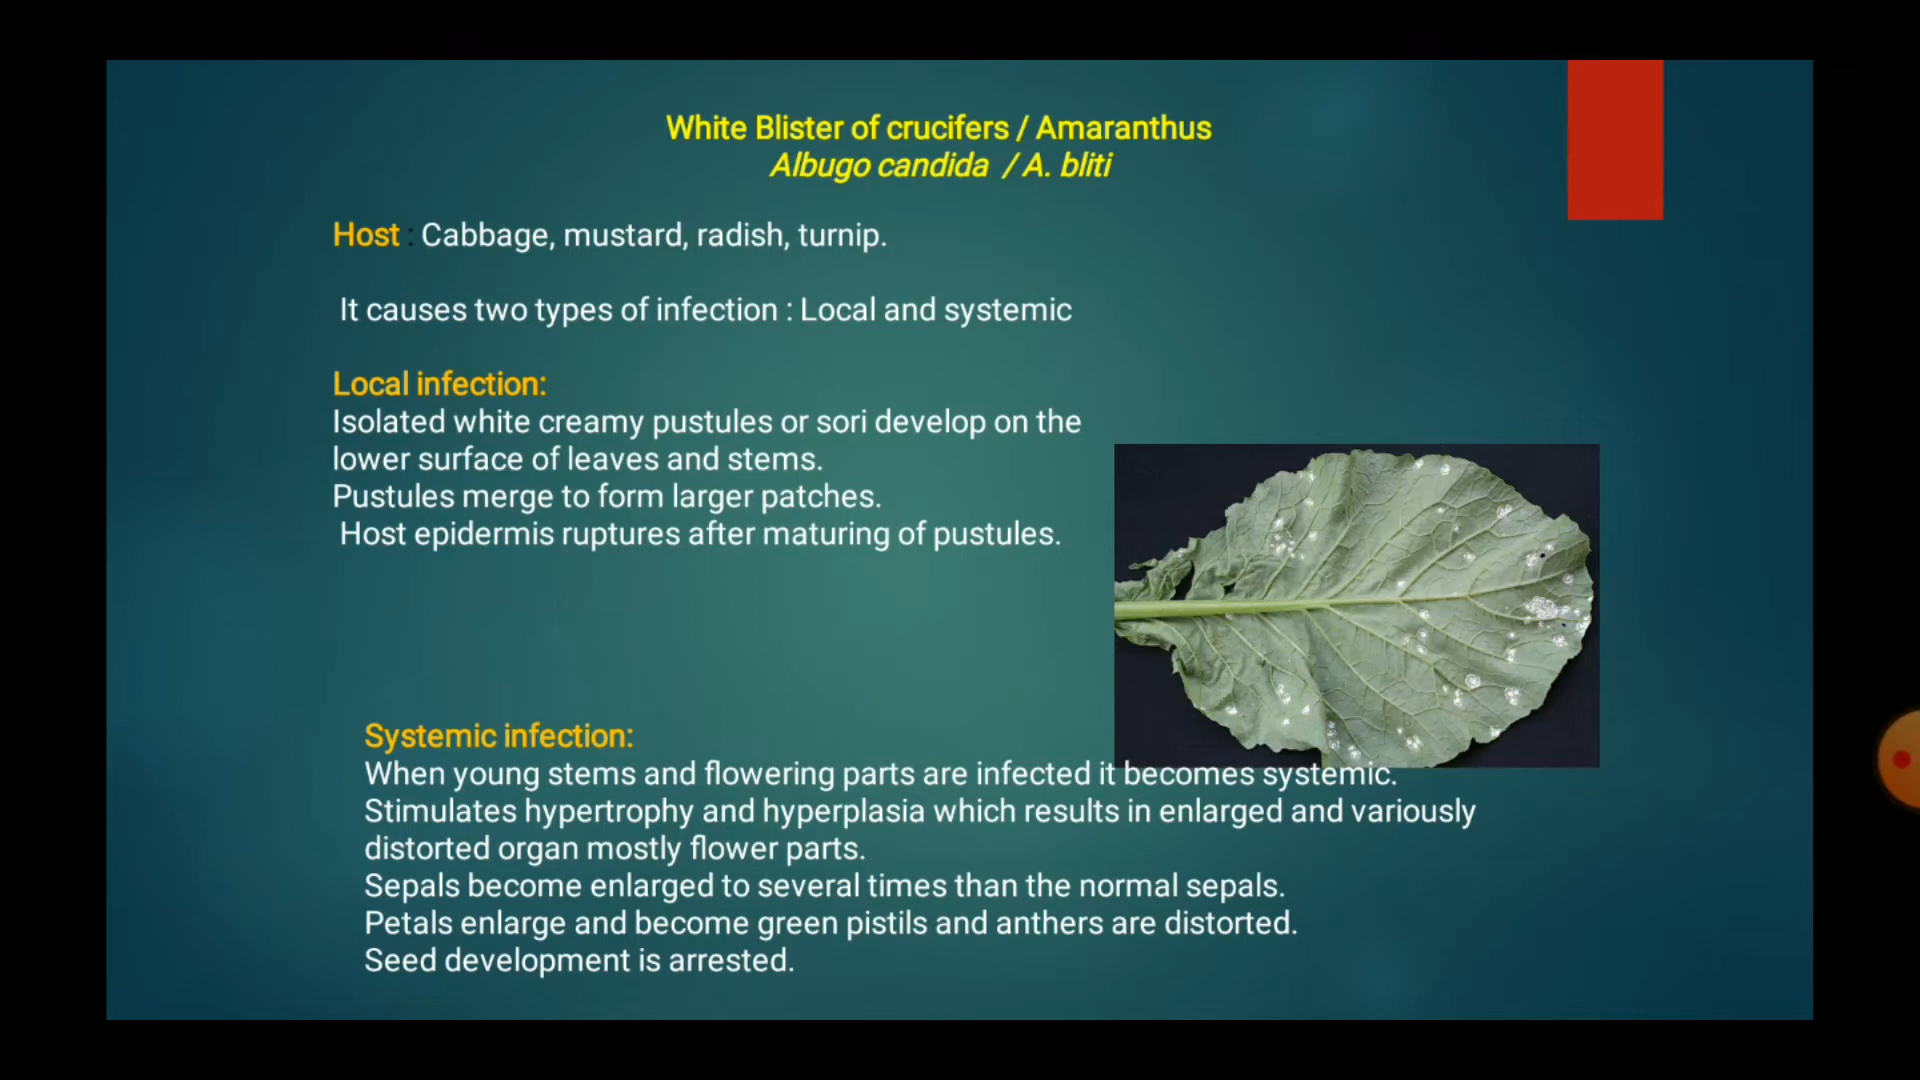 White Blister of crucifers / Amaranthus
Albugo candida / A. bliti
Host : Cabbage, mustard, radish, turnip.
It causes two types of infection : Local and systemic
Local infection:
Isolated white creamy pustules or sori develop on the
lower surface of leaves and stems.
Pustules merge to form larger patches.
Host epidermis ruptures after maturing of pustules.
Systemic infection:
When young stems and flowering parts are infected it becomes systemic.
Stimulates hypertrophy and hyperplasia which results in enlarged and variously
distorted organ mostly flower parts.
Sepals become enlarged to several times than the normal sepals.
Petals enlarge and become green pistils and anthers are distorted.
Seed development is arrested.